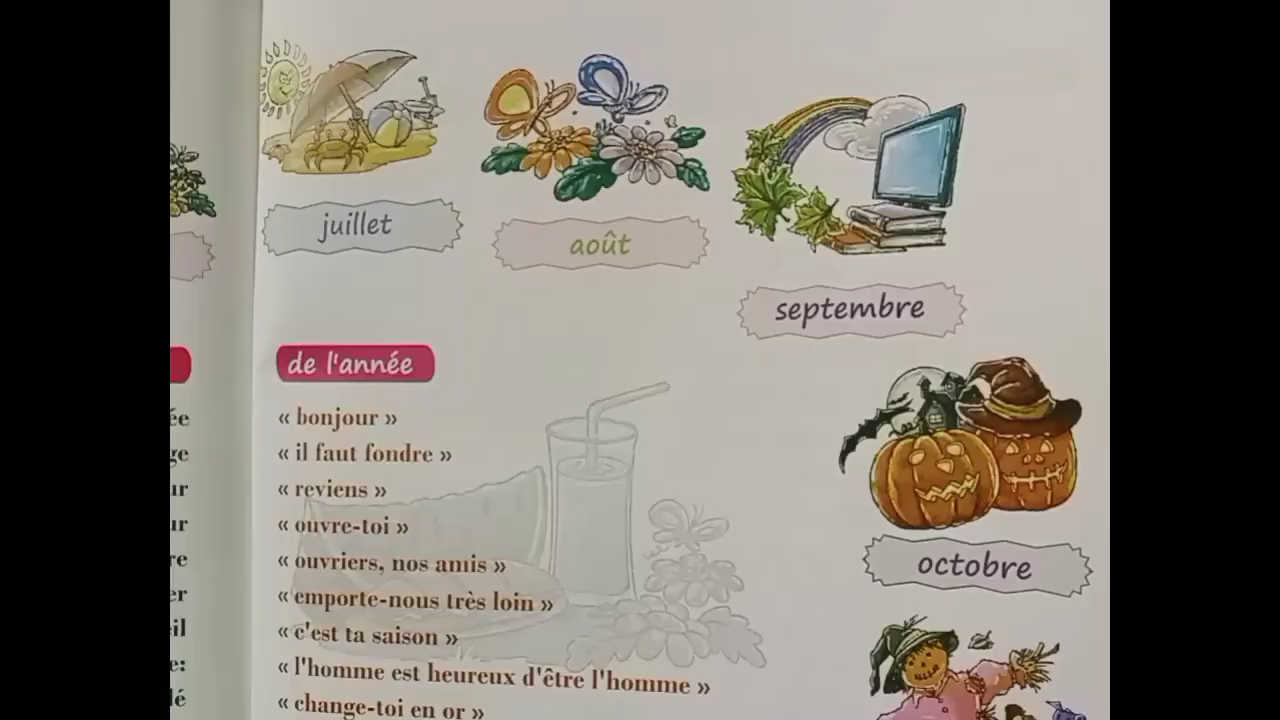 juillet
août
septembre
de l'année
« bonjour »
« il faut fondre »
« reviens »
« ouvre-toi »
« ouvriers, nos amis »
« emporte-nous très loin »
« c'est ta saison »
« l'homme est heureux d'être l'homme »
« change-toi en or »
octobre